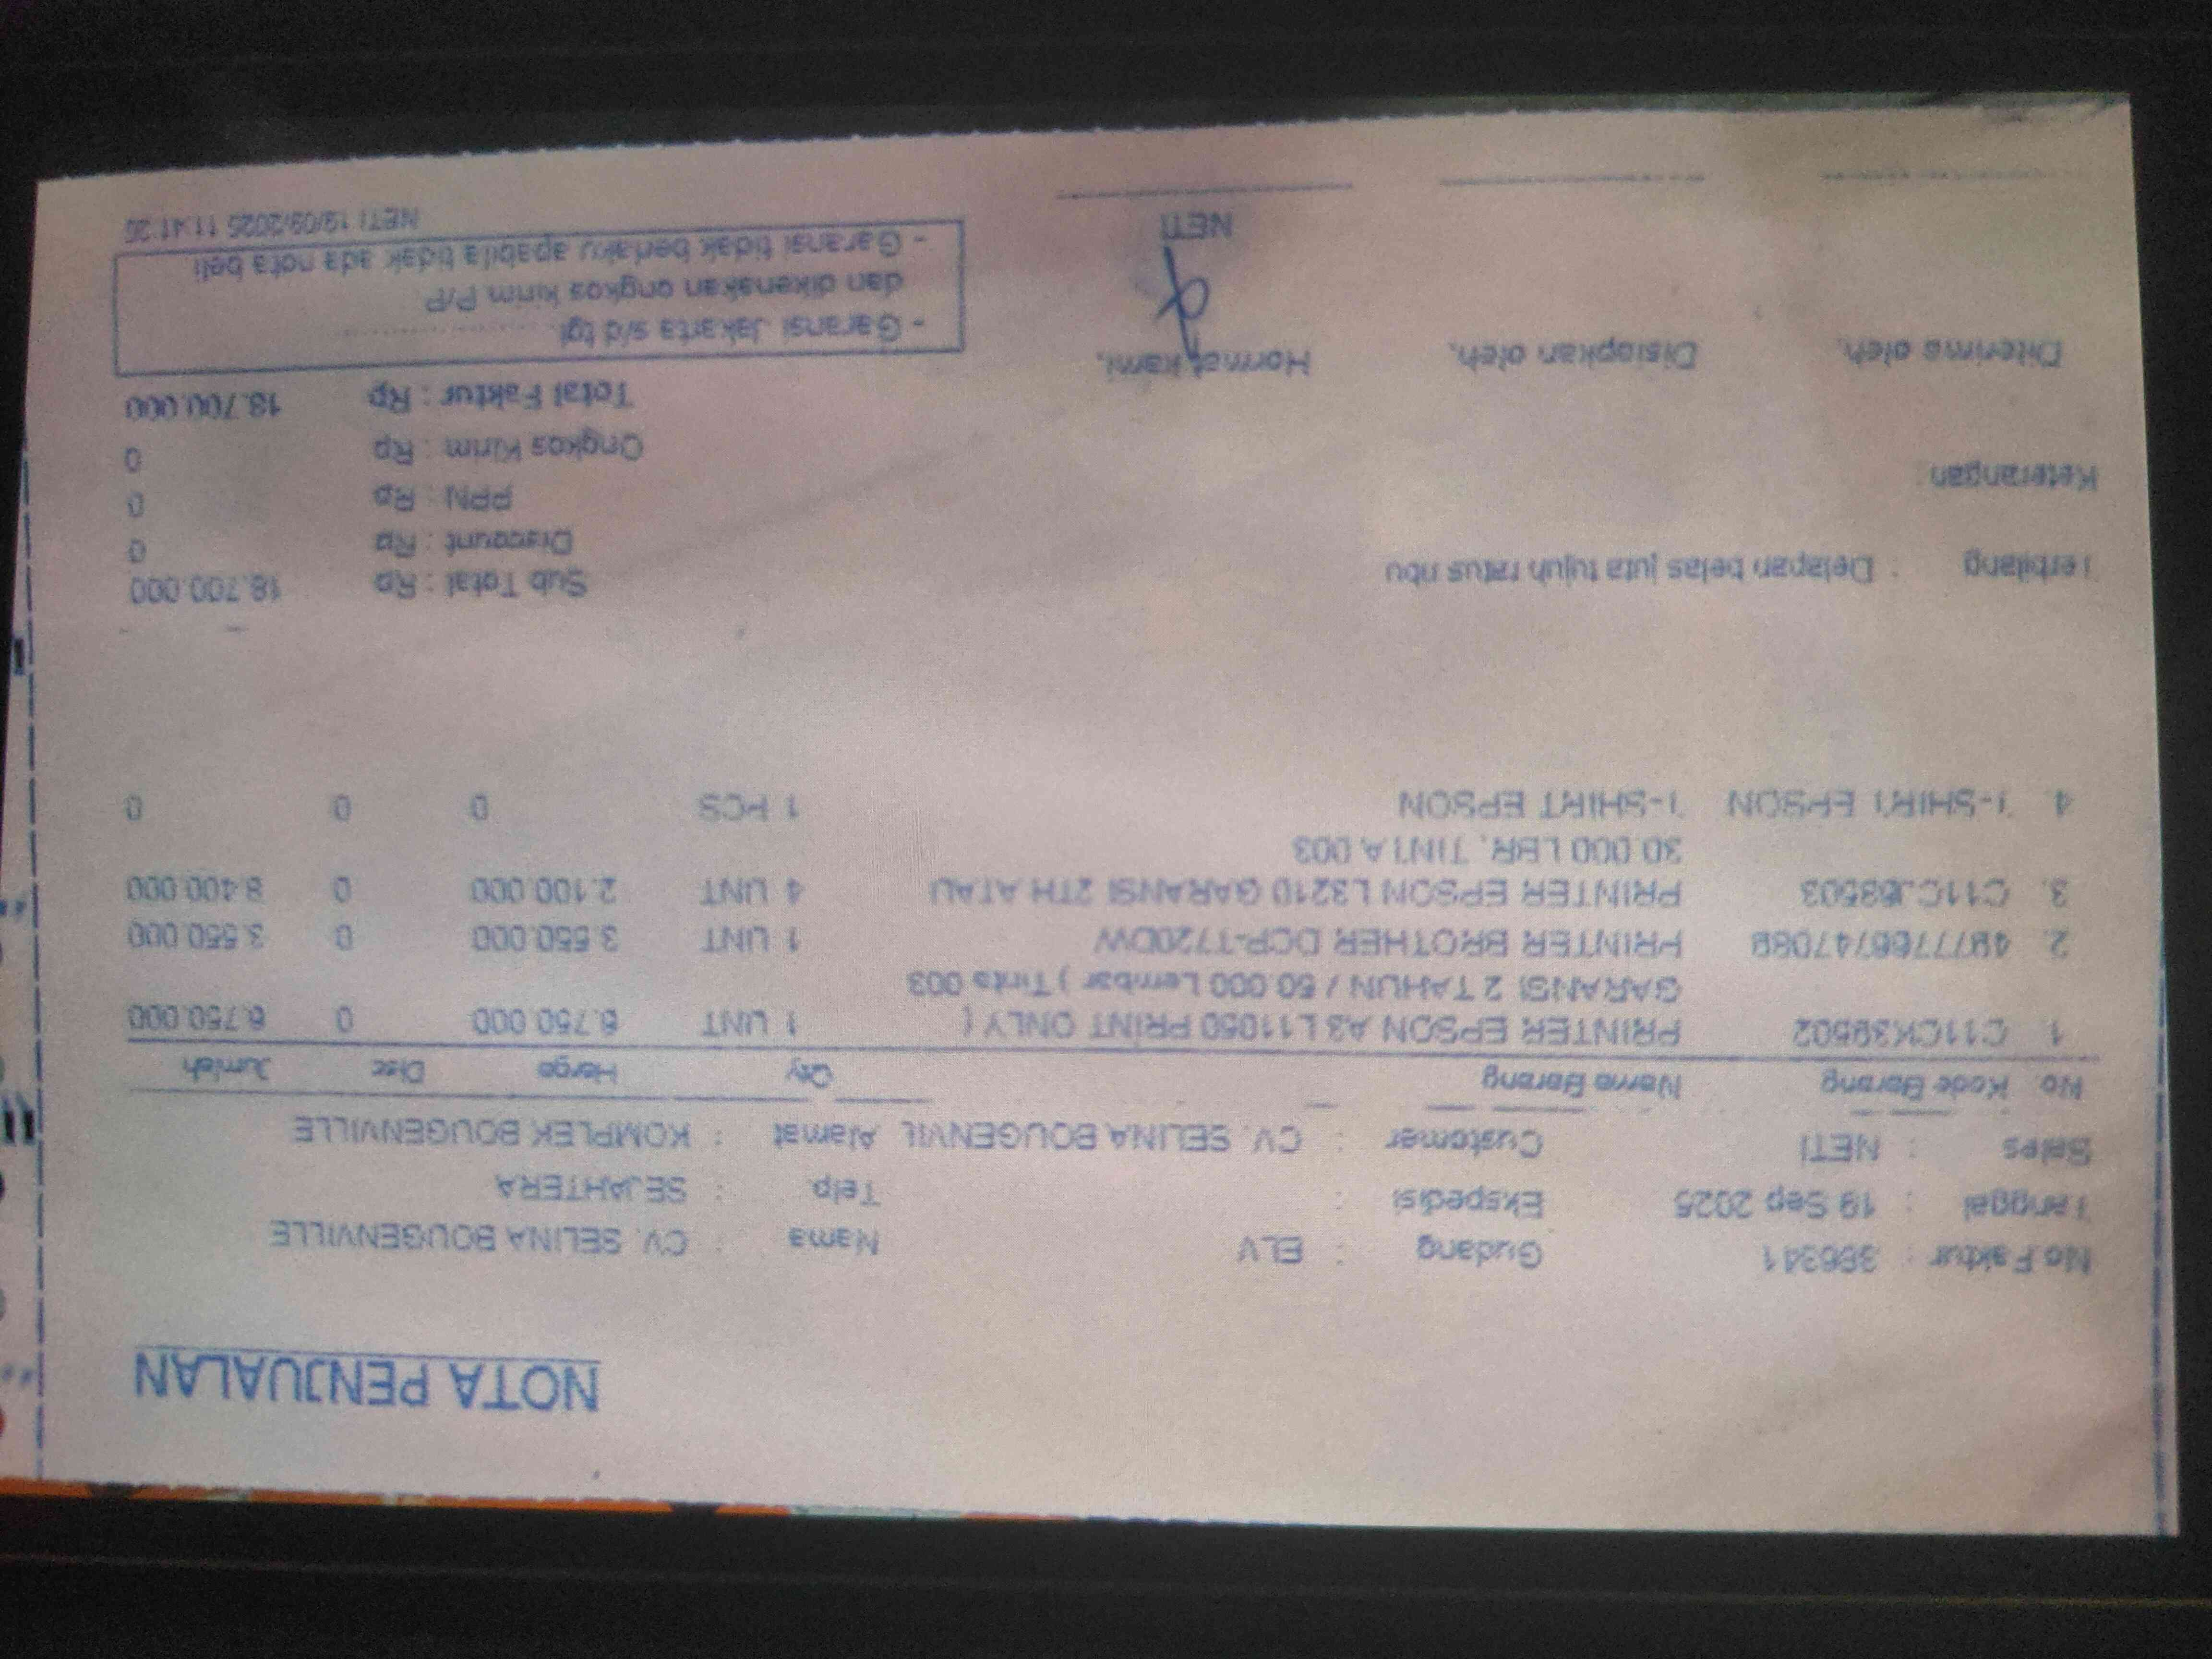 NOTA PENJUALAN
No Faktur : 386341 Gudang : ELV Nama : CV. SELINA BOUGENVILLE
Tanggal : 19 Sep 2025 Ekspedisi : Telp. : SEJAHTERA
Sales : NETI Customer : CV. SELINA BOUGENVIL Alamat : KOMPLEK BOUGENVILLE
No. Kode Barang Nama Barang Qty Harga Disc Jumlah
1 C11CK39502 PRINTER EPSON A3 L11050 PRINT ONLY ( 1 UNT 6.750.000 0 6.750.000
GARANSI 2 TAHUN / 50.000 Lembar ) Tinta 003
2. PRINTER BROTHER DCP-T720DW 1 UNT 3.550.000 0 3.550.000
3. PRINTER EPSON L3210 GARANSI 2TH ATAU 4 UNT 2.100.000 0 8.400.000
30.000 LBR. TINTA 003
4. T-SHIRT EPSON T-SHIRT EPSON 1 PCS 0 0 0
Terbilang : Delapan belas juta tujuh ratus ribu
Sub Total : Rp 18.700.000
Discount : Rp 0
PPN : Rp 0
Keterangan
Ongkos Kirim : Rp 0
Total Faktur : Rp 18.700.000
Diterima oleh, Disiapkan oleh, Hormat kami,
NETI
- Garansi Jakarta s/d tgl.
dan dikenakan ongkos kirim P/P
- Garansi tidak berlaku apabila tidak ada nota beli
NETI 19/09/2025